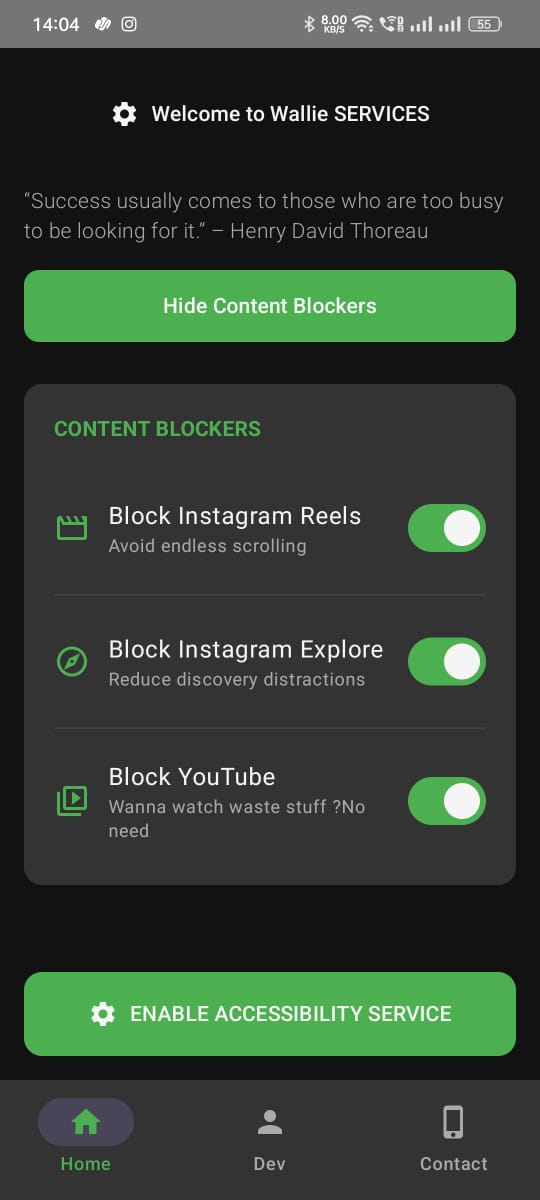 14:04
8.00
KB/S
55
Welcome to Wallie SERVICES
“Success usually comes to those who are too busy
to be looking for it.” – Henry David Thoreau
Hide Content Blockers
CONTENT BLOCKERS
Block Instagram Reels
Avoid endless scrolling
Block Instagram Explore
Reduce discovery distractions
Block YouTube
Wanna watch waste stuff ?No
need
ENABLE ACCESSIBILITY SERVICE
Home
Dev
Contact